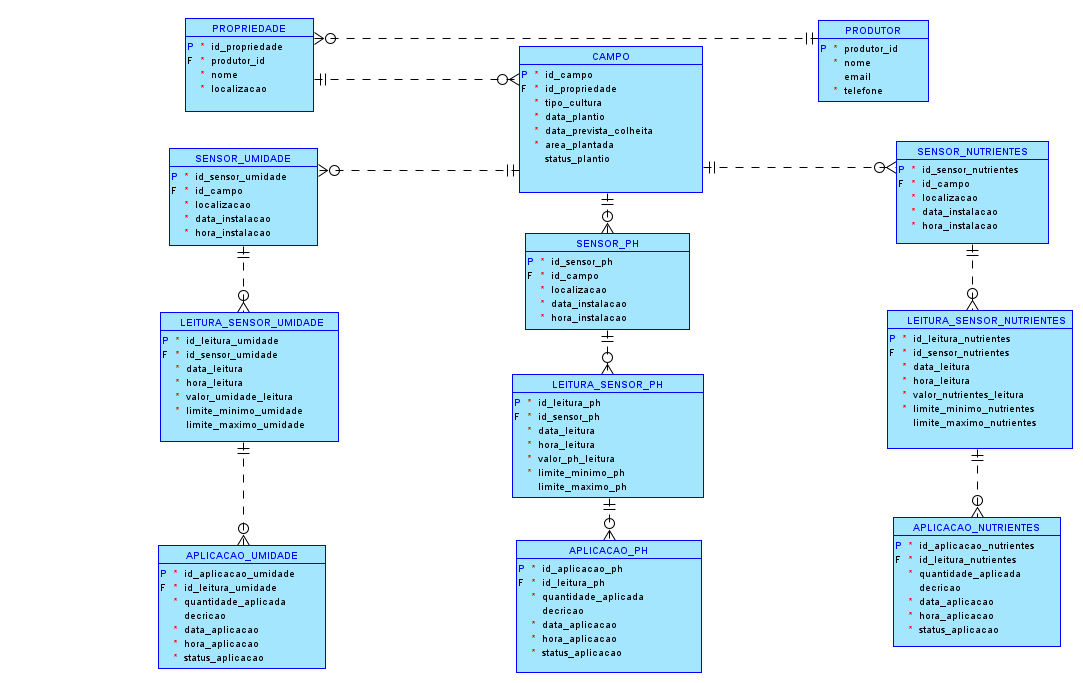 PROPRIEDADE
P * id_propriedade
F * produtor_id
* nome
* localizacao
PRODUTOR
P * produtor_id
* nome
email
* telefone
CAMPO
P * id_campo
F * id_propriedade
* tipo_cultura
* data_plantio
* data_prevista_colheita
* area_plantada
status_plantio
SENSOR_UMIDADE
P * id_sensor_umidade
F * id_campo
* localizacao
* data_instalacao
* hora_instalacao
SENSOR_NUTRIENTES
P * id_sensor_nutrientes
F * id_campo
* localizacao
* data_instalacao
* hora_instalacao
SENSOR_PH
P * id_sensor_ph
F * id_campo
* localizacao
* data_instalacao
* hora_instalacao
LEITURA_SENSOR_UMIDADE
P * id_leitura_umidade
F * id_sensor_umidade
* data_leitura
* hora_leitura
* valor_umidade_leitura
* limite_minimo_umidade
limite_maximo_umidade
LEITURA_SENSOR_PH
P * id_leitura_ph
F * id_sensor_ph
* data_leitura
* hora_leitura
* valor_ph_leitura
* limite_minimo_ph
limite_maximo_ph
LEITURA_SENSOR_NUTRIENTES
P * id_leitura_nutrientes
F * id_sensor_nutrientes
* data_leitura
* hora_leitura
* valor_nutrientes_leitura
* limite_minimo_nutrientes
limite_maximo_nutrientes
APLICACAO_UMIDADE
P * id_aplicacao_umidade
F * id_leitura_umidade
* quantidade_aplicada
decricao
* data_aplicacao
* hora_aplicacao
* status_aplicacao
APLICACAO_PH
P * id_aplicacao_ph
F * id_leitura_ph
* quantidade_aplicada
decricao
* data_aplicacao
* hora_aplicacao
* status_aplicacao
APLICACAO_NUTRIENTES
P * id_aplicacao_nutrientes
F * id_leitura_nutrientes
* quantidade_aplicada
decricao
* data_aplicacao
* hora_aplicacao
* status_aplicacao